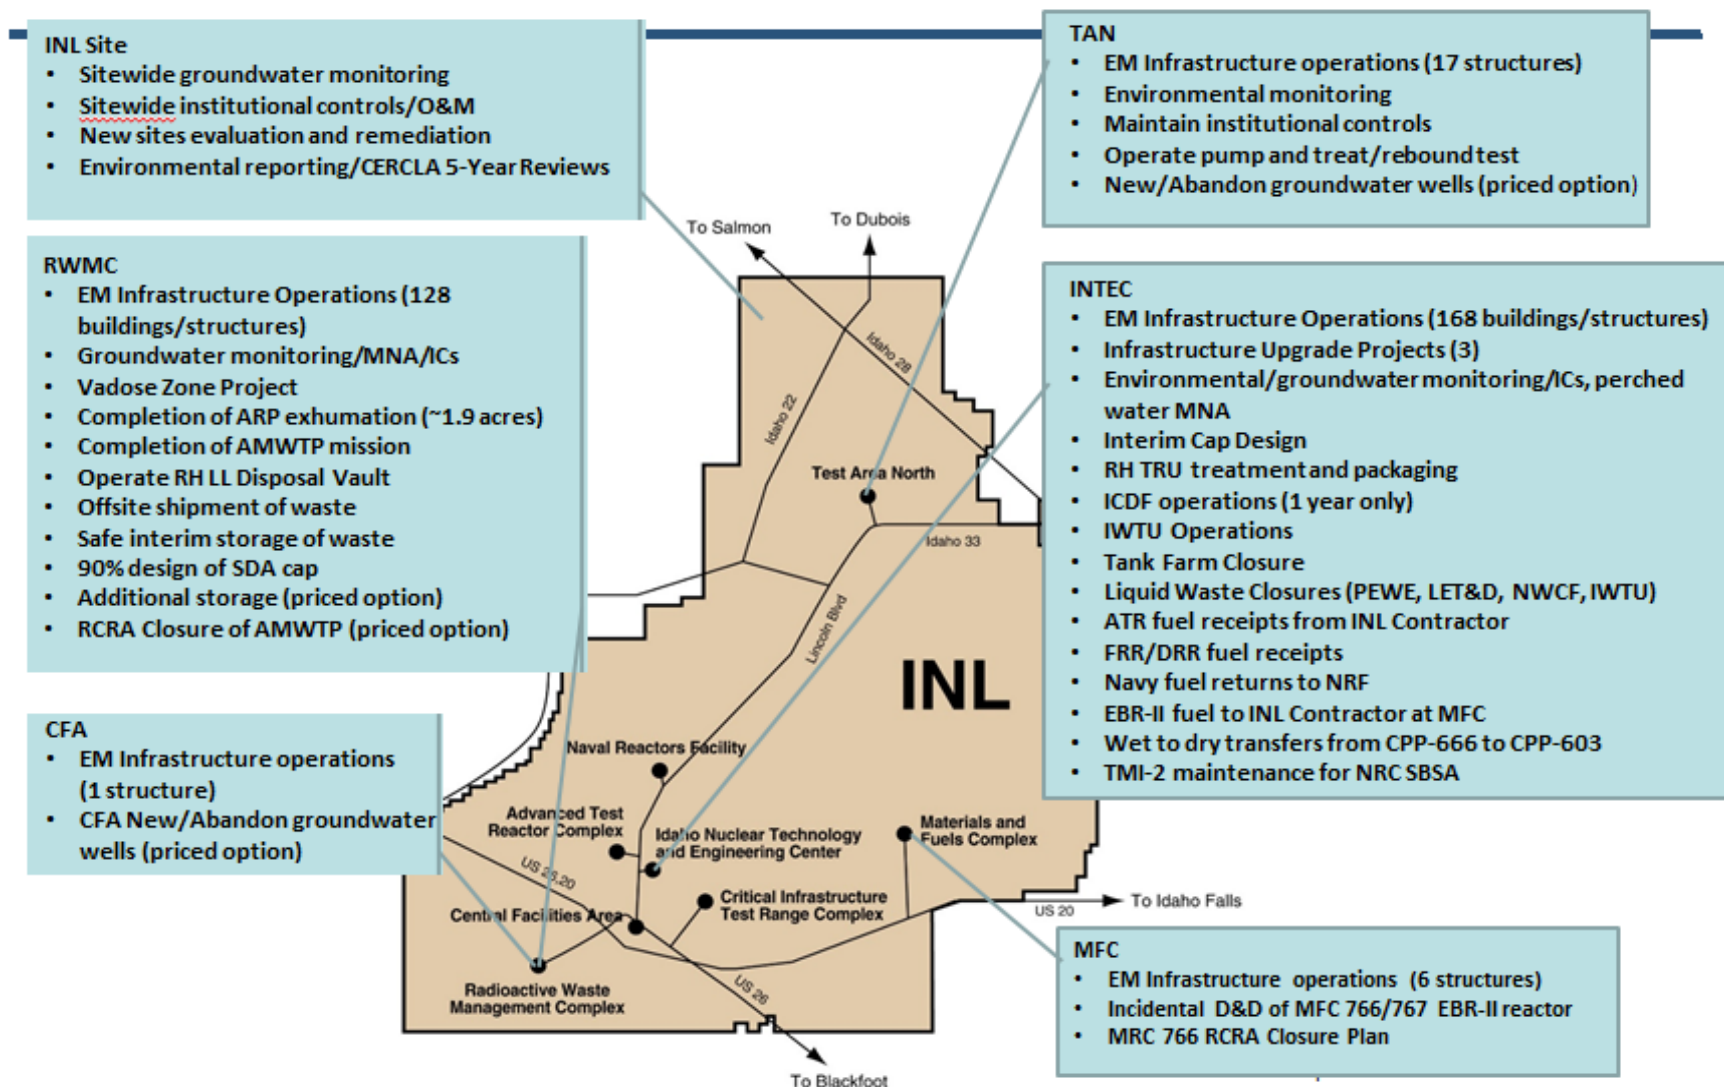 INL Site
• Sitewide groundwater monitoring
• Sitewide institutional controls/O&M
• New sites evaluation and remediation
• Environmental reporting/CERCLA 5-Year Reviews
TAN
• EM Infrastructure operations (17 structures)
• Environmental monitoring
• Maintain institutional controls
• Operate pump and treat/rebound test
• New/Abandon groundwater wells (priced option)
RWMC
• EM Infrastructure Operations (128
buildings/structures)
• Groundwater monitoring/MNA/ICs
• Vadose Zone Project
• Completion of ARP exhumation (~1.9 acres)
• Completion of AMWTP mission
• Operate RH LL Disposal Vault
• Offsite shipment of waste
• Safe interim storage of waste
• 90% design of SDA cap
• Additional storage (priced option)
• RCRA Closure of AMWTP (priced option)
INTEC
• EM Infrastructure Operations (168 buildings/structures)
• Infrastructure Upgrade Projects (3)
• Environmental/groundwater monitoring/ICs, perched
water MNA
• Interim Cap Design
• RH TRU treatment and packaging
• ICDF operations (1 year only)
• IWTU Operations
• Tank Farm Closure
• Liquid Waste Closures (PEWE, LET&D, NWCF, IWTU)
• ATR fuel receipts from INL Contractor
• FRR/DRR fuel receipts
• Navy fuel returns to NRF
• EBR-II fuel to INL Contractor at MFC
• Wet to dry transfers from CPP-666 to CPP-603
• TMI-2 maintenance for NRC SBSA
CFA
• EM Infrastructure operations
(1 structure)
• CFA New/Abandon groundwater
wells (priced option)
MFC
• EM Infrastructure operations (6 structures)
• Incidental D&D of MFC 766/767 EBR-II reactor
• MRC 766 RCRA Closure Plan
To Salmon
To Dubois
Idaho 28
Idaho 22
Test Area North
Idaho 33
Lincoln Blvd
INL
Naval Reactors Facility
Advanced Test
Reactor Complex
Idaho Nuclear Technology
and Engineering Center
Materials and
Fuels Complex
US 26,20
Critical Infrastructure
Test Range Complex
Central Facilities Area
To Idaho Falls
US 20
Radioactive Waste
Management Complex
US 26
To Blackfoot